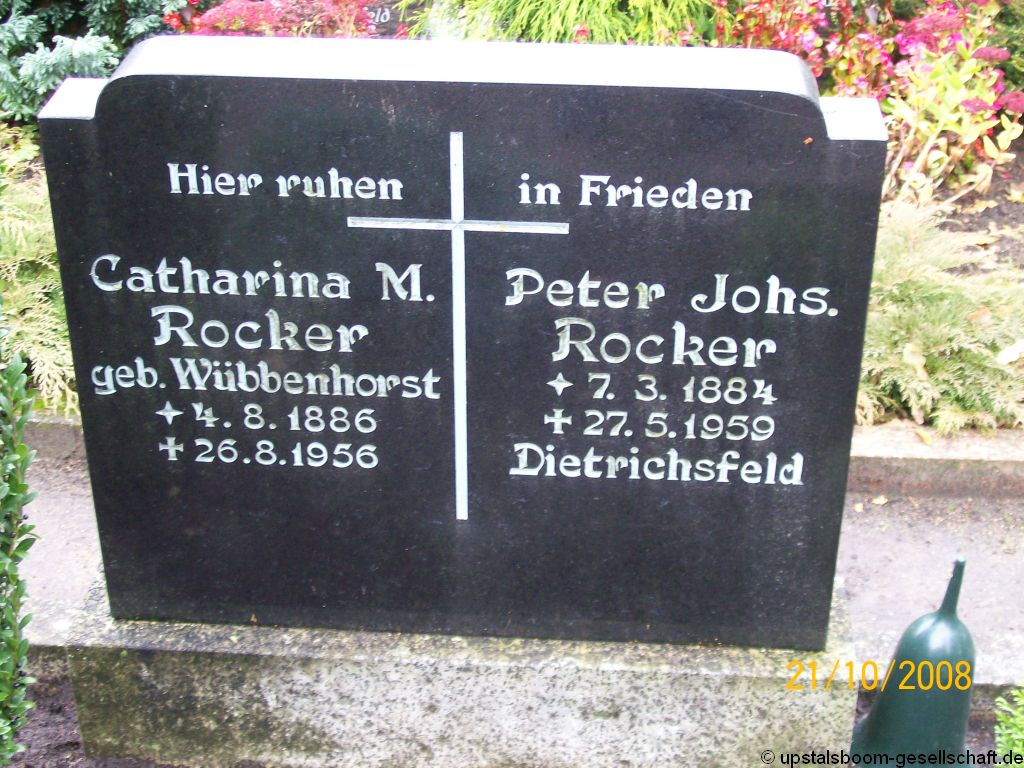 Hier ruhen in Frieden
Catharina M.
Rocker
geb. Wübbenhorst
4. 8. 1886
26. 8. 1956
Peter Johs.
Rocker
7. 3. 1884
27. 5. 1959
Dietrichsfeld
21/10/2008
© upstalsboom-gesellschaft.de